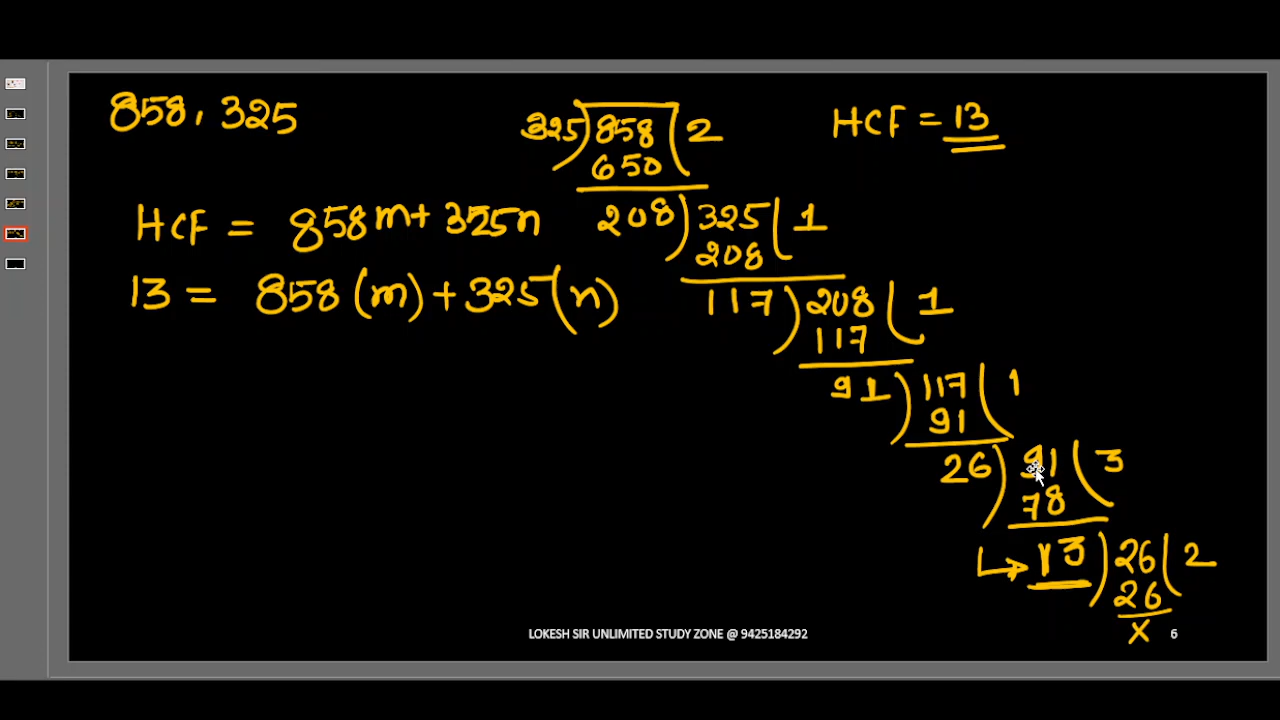 858, 325
HCF = 858m+ 325n
13 = 858(m) + 325(n)
325)858(2
650
208)325(1
208
117)208(1
117
91)117(1
91
26)91(3
78
↳ 13)26(2
26
X
HCF = 13
LOKESH SIR UNLIMITED STUDY ZONE @ 9425184292
6